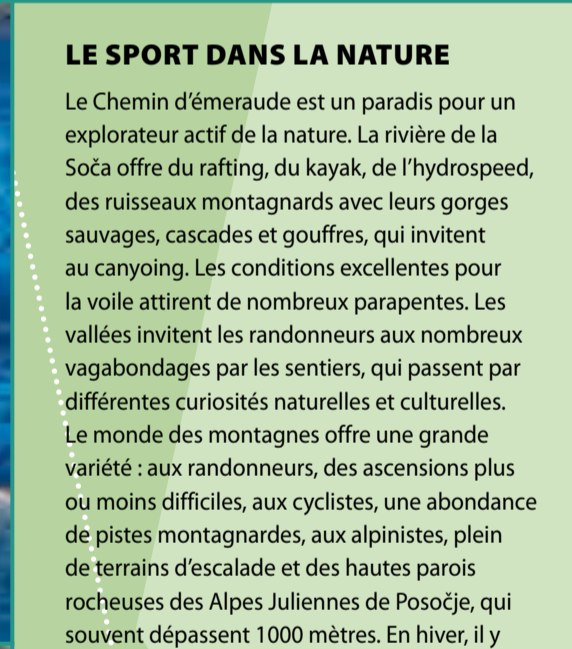 LE SPORT DANS LA NATURE
Le Chemin d’émeraude est un paradis pour un
explorateur actif de la nature. La rivière de la
Soča offre du rafting, du kayak, de l’hydrospeed,
des ruisseaux montagnards avec leurs gorges
sauvages, cascades et gouffres, qui invitent
au canyoing. Les conditions excellentes pour
la voile attirent de nombreux parapentes. Les
vallées invitent les randonneurs aux nombreux
vagabondages par les sentiers, qui passent par
différentes curiosités naturelles et culturelles.
Le monde des montagnes offre une grande
variété : aux randonneurs, des ascensions plus
ou moins difficiles, aux cyclistes, une abondance
de pistes montagnardes, aux alpinistes, plein
de terrains d’escalade et des hautes parois
rocheuses des Alpes Juliennes de Posočje, qui
souvent dépassent 1000 mètres. En hiver, il y